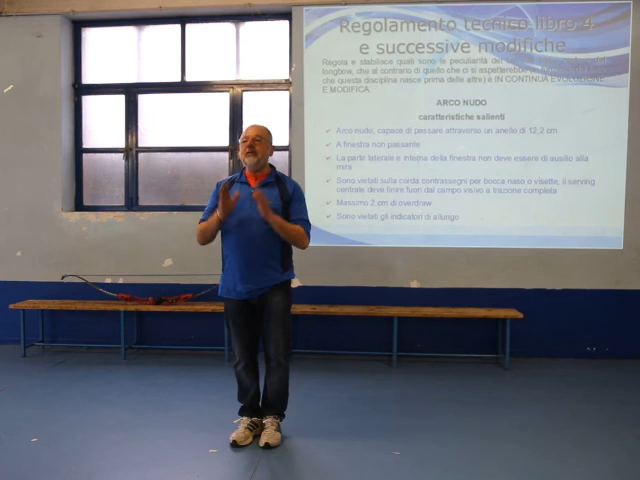 Regolamento tecnico libro 4
e successive modifiche
Regola e stabilisce quali sono le peculiarità del
longbow, che al contrario di quello che ci si aspetterebbe
che questa disciplina nasce prima delle altre) è IN CONTINUA EVOLUZIONE
E MODIFICA.
ARCO NUDO
caratteristiche salienti
Arco nudo, capace di passare attraverso un anello di 12,2 cm
A finestra non passante
La parte laterale e interna della finestra non deve essere di ausilio alla
mira
Sono vietati sulla corda contrassegni per bocca naso o visette, il serving
centrale deve finire fuori dal campo visivo a trazione completa
Massimo 2 cm di overdraw
Sono vietati gli indicatori di allungo